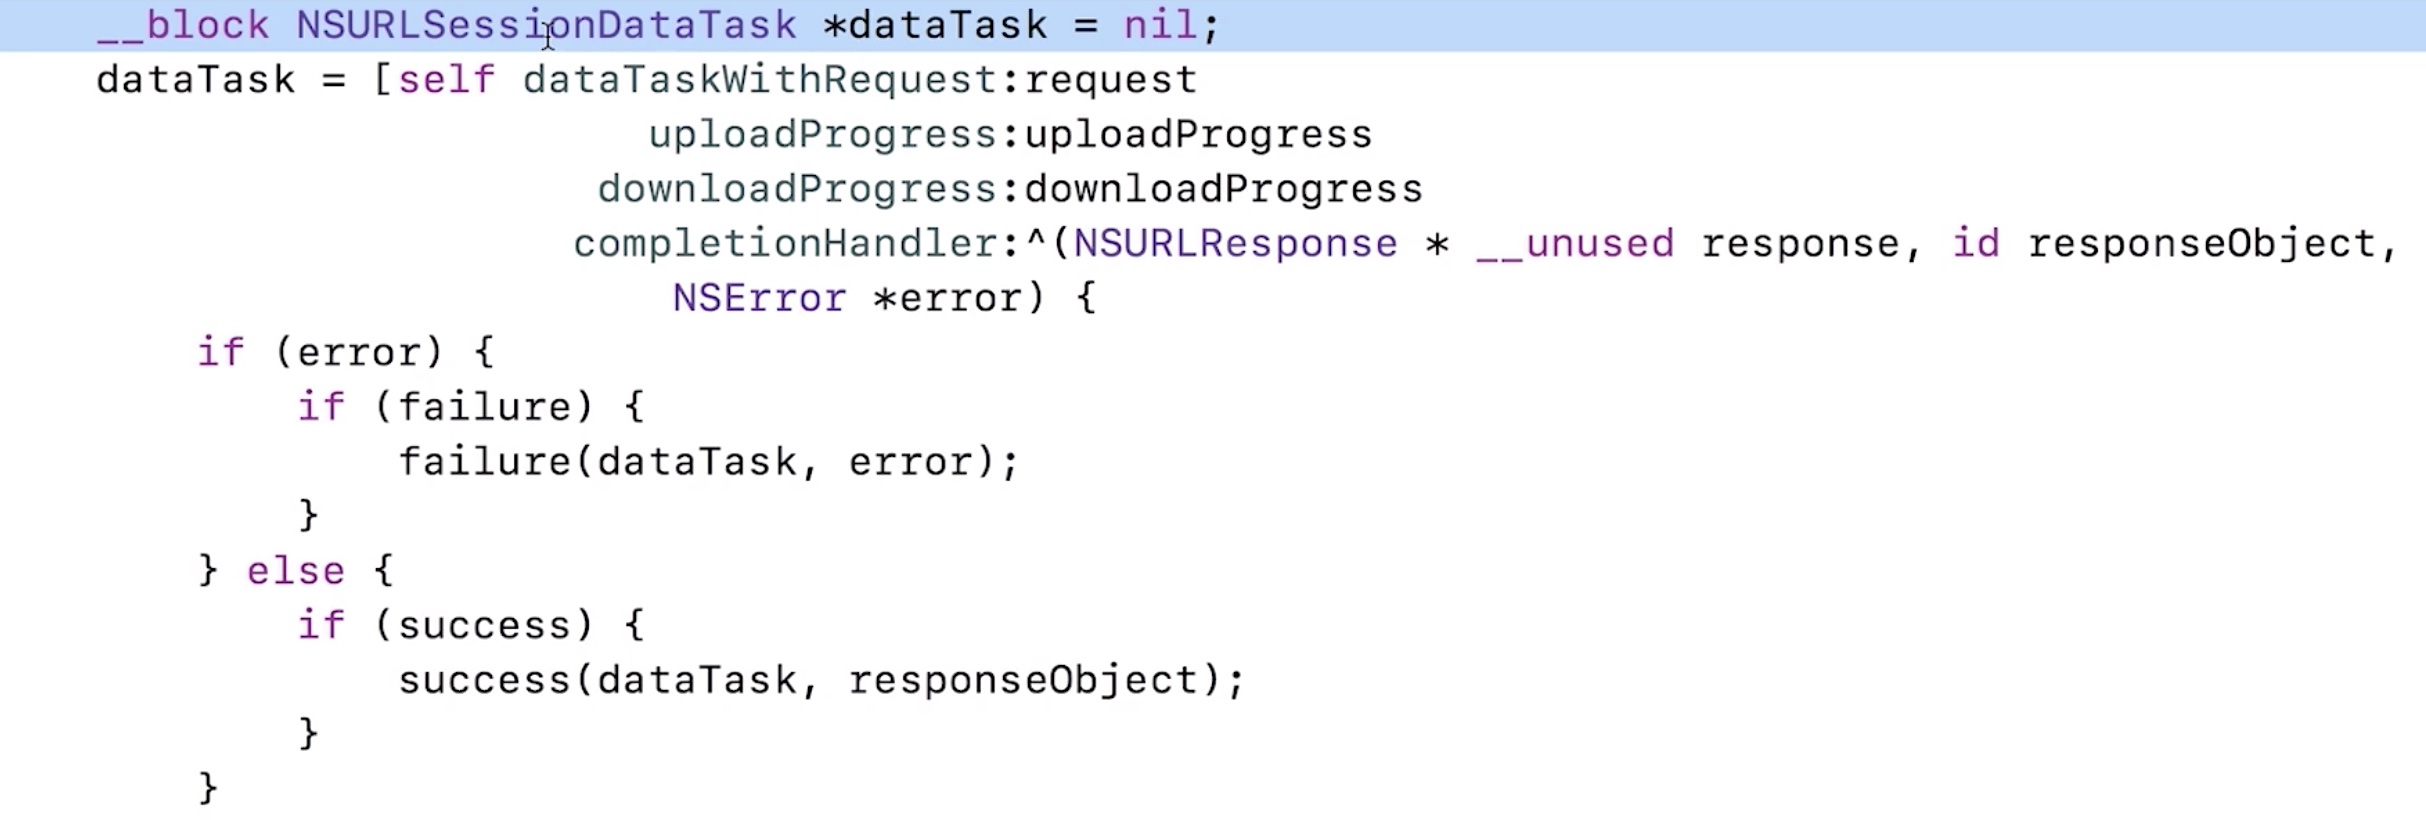 __block NSURLSessionDataTask *dataTask = nil;
dataTask = [self dataTaskWithRequest:request
uploadProgress:uploadProgress
downloadProgress:downloadProgress
completionHandler:^(NSURLResponse * __unused response, id responseObject,
NSError *error) {
if (error) {
if (failure) {
failure(dataTask, error);
}
} else {
if (success) {
success(dataTask, responseObject);
}
}